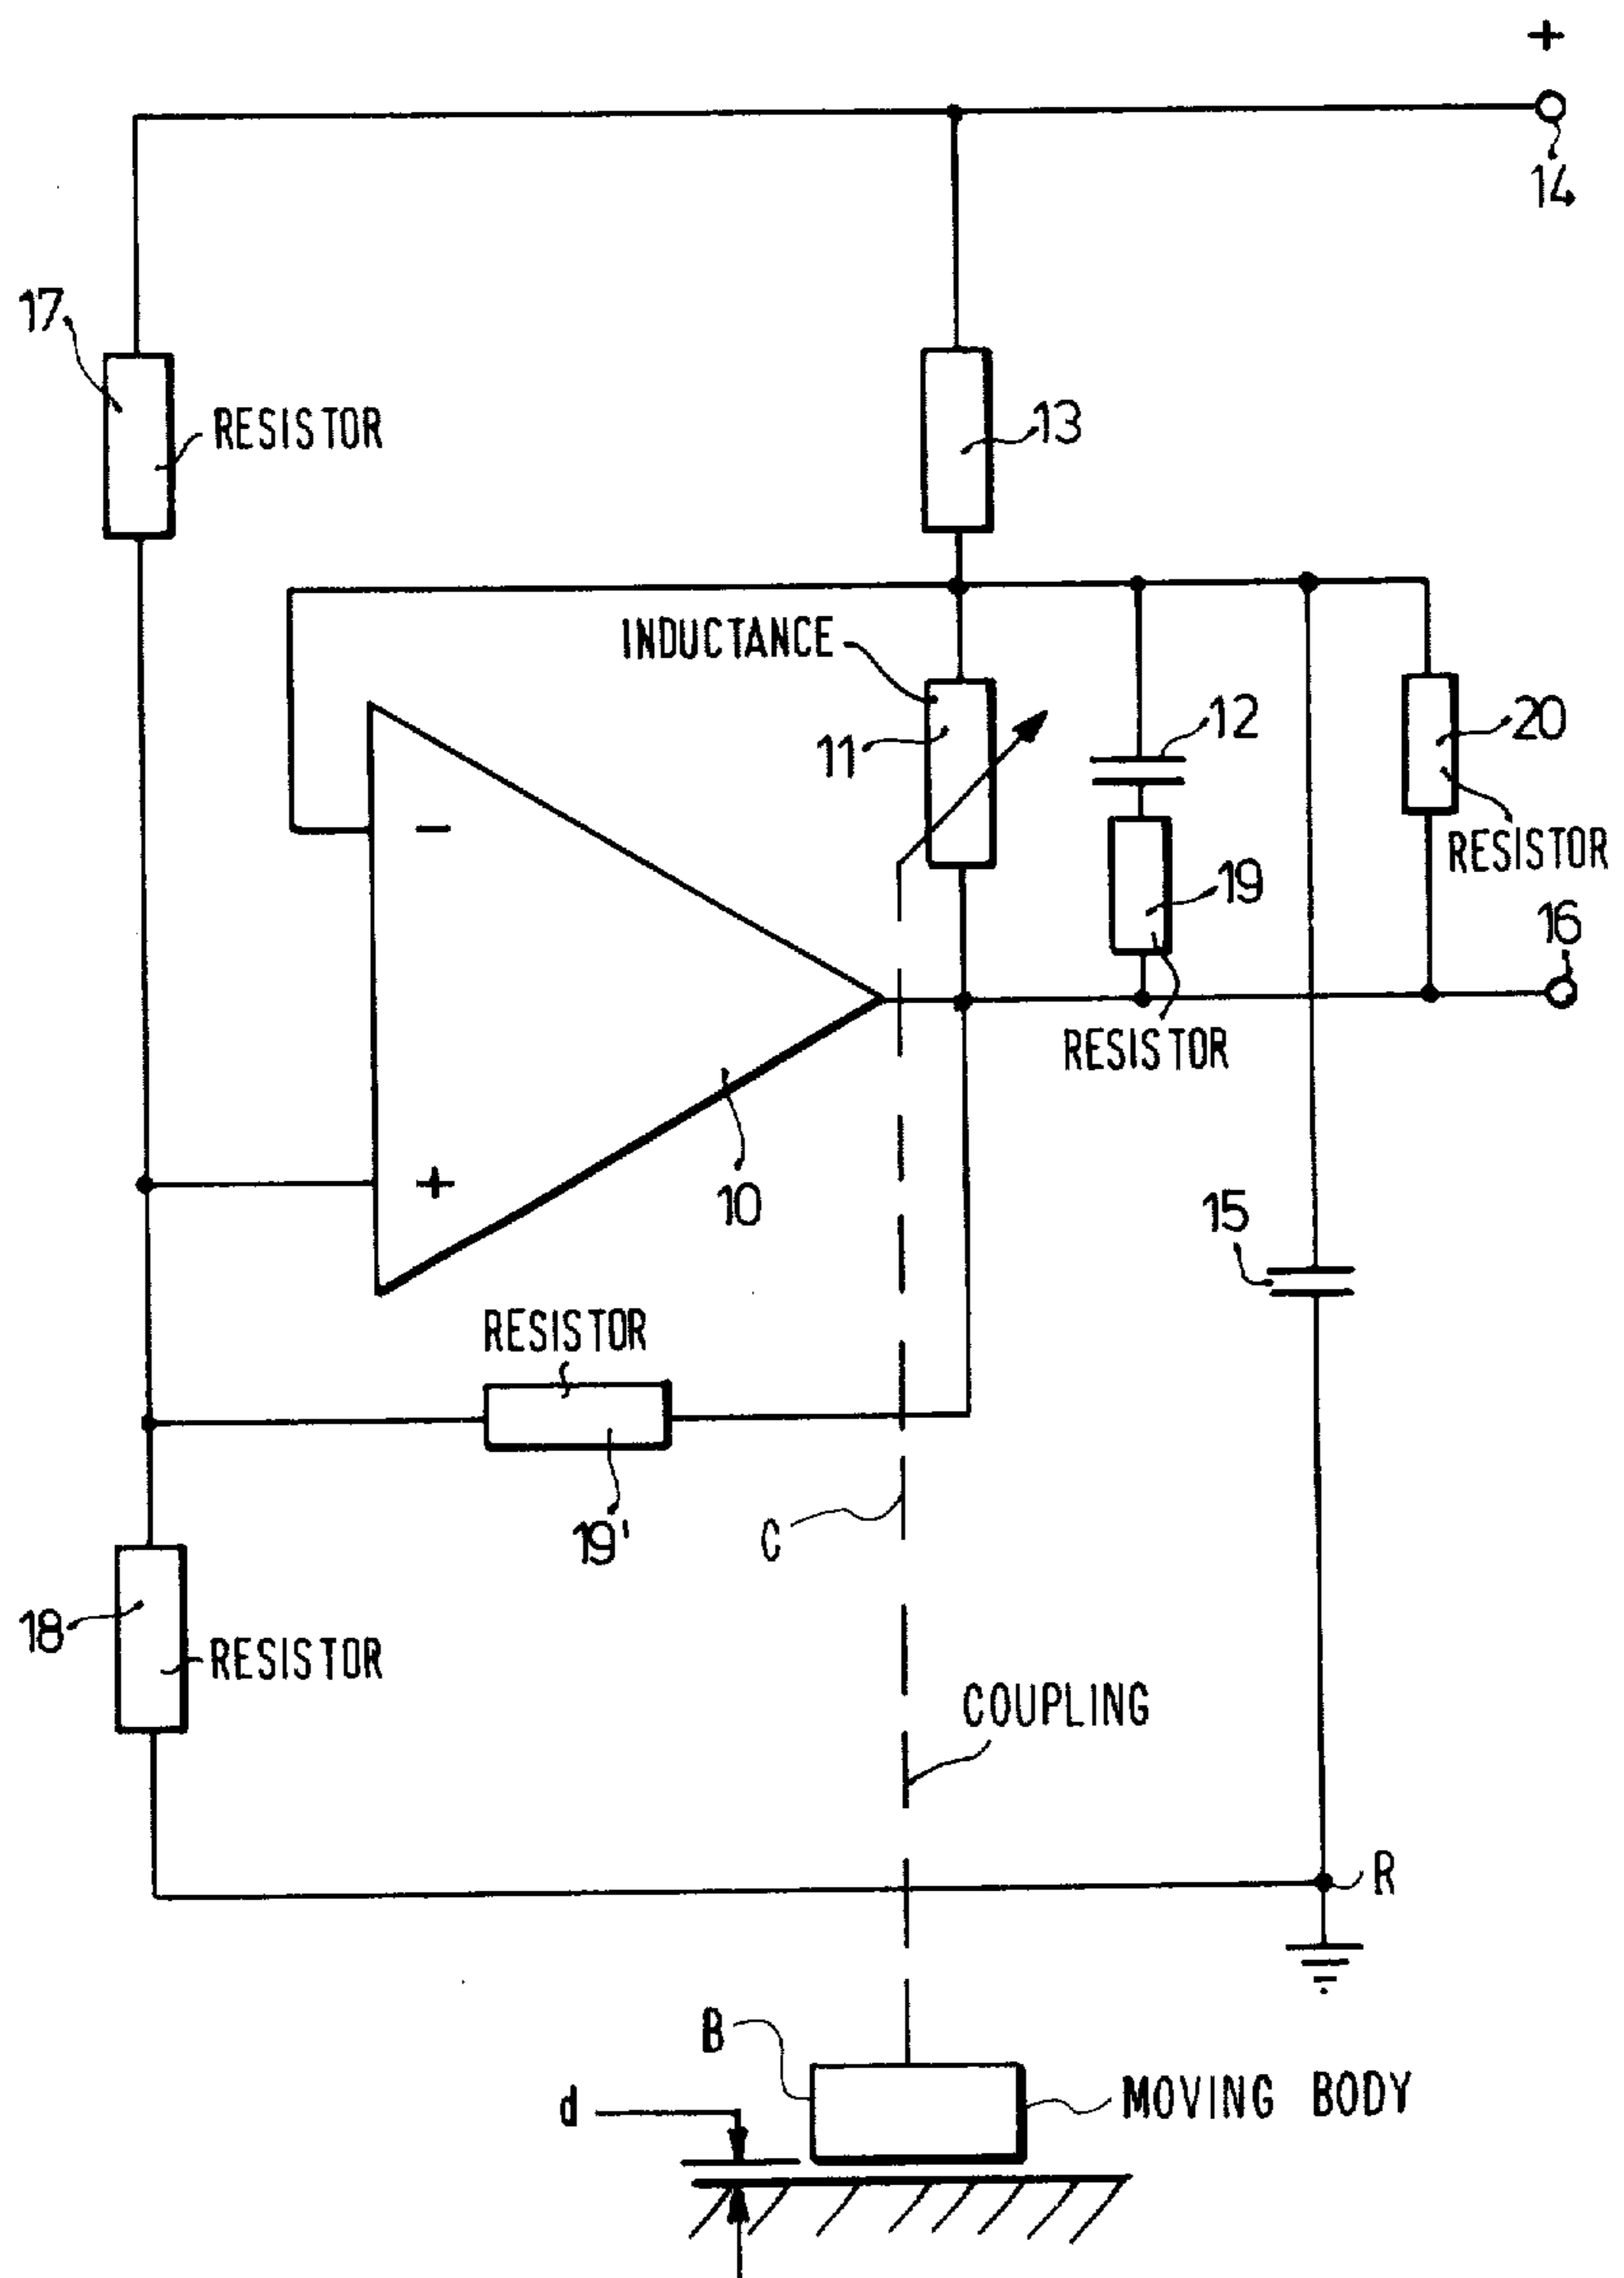 +
14
17
RESISTOR
13
INDUCTANCE
11
12
20
RESISTOR
19
16
RESISTOR
−
+
10
15
RESISTOR
19'
C
18
RESISTOR
COUPLING
R
B
d
MOVING BODY